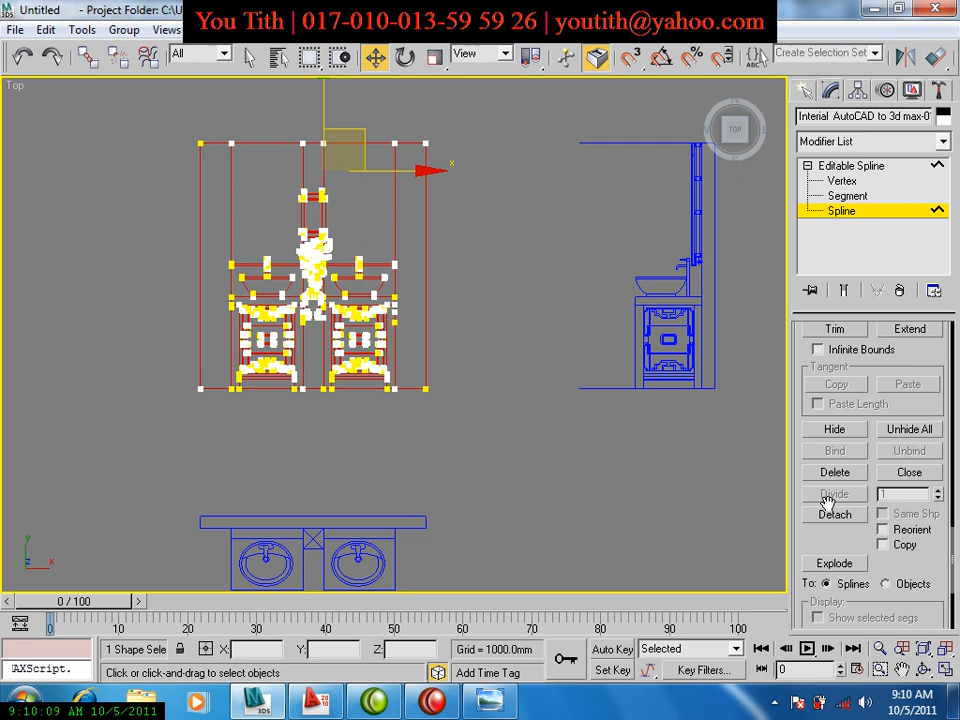 Untitled - Project Folder: C:\U
You Tith | 017-010-013-59 59 26 | youtith@yahoo.com
File Edit Tools Group Views
All
View
Create Selection Set
Top
TOP
x
Interial AutoCAD to 3d max-0
Modifier List
Editable Spline
Vertex
Segment
Spline
Trim Extend
Infinite Bounds
Tangent
Copy Paste
Paste Length
Hide Unhide All
Bind Unbind
Delete Close
Divide 1
Detach Same Shp
Reorient
Copy
Explode
To: Splines Objects
Display:
Show selected segs
y
z x
0 / 100
0 10 20 30 40 50 60 70 80 90 100
1 Shape Sele X: Y: Z: Grid = 1000.0mm Auto Key Selected
AXScript. Click or click-and-drag to select objects Add Time Tag Set Key Key Filters... 0
9:10 AM
10/5/2011
9:10:09 AM 10/5/2011